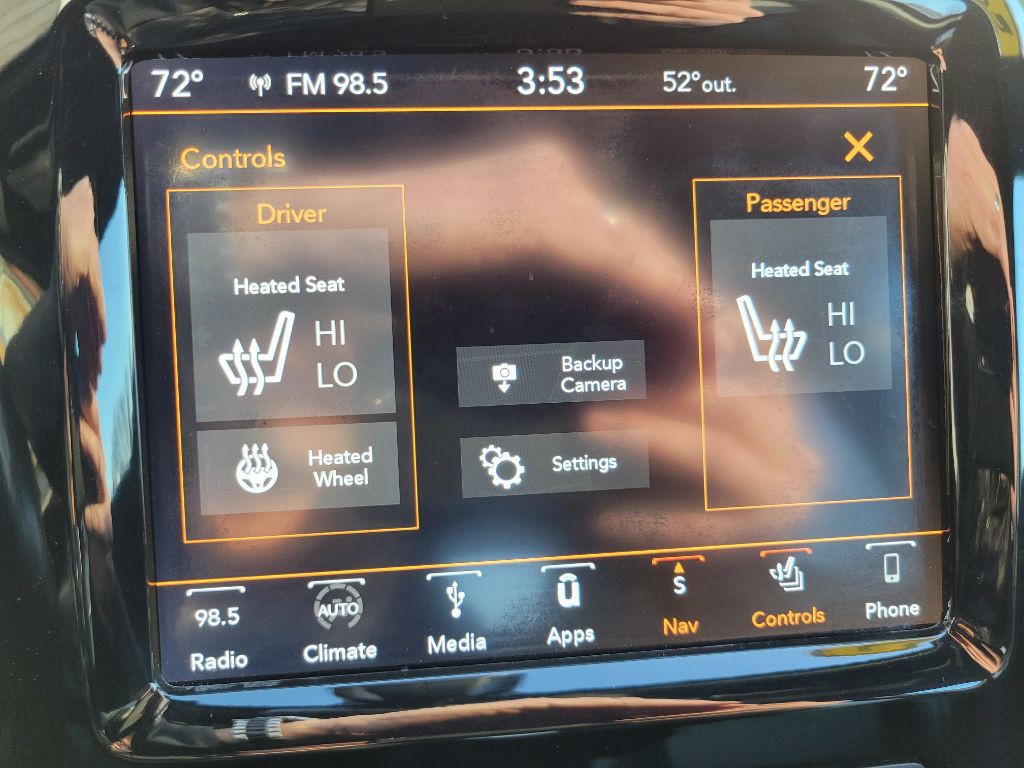 72° FM 98.5 3:53 52° out. 72°
Controls
Driver
Heated Seat
HI
LO
Heated
Wheel
Backup
Camera
Settings
Passenger
Heated Seat
HI
LO
98.5
Radio
AUTO
Climate
Media
u
Apps
S
Nav
Controls
Phone